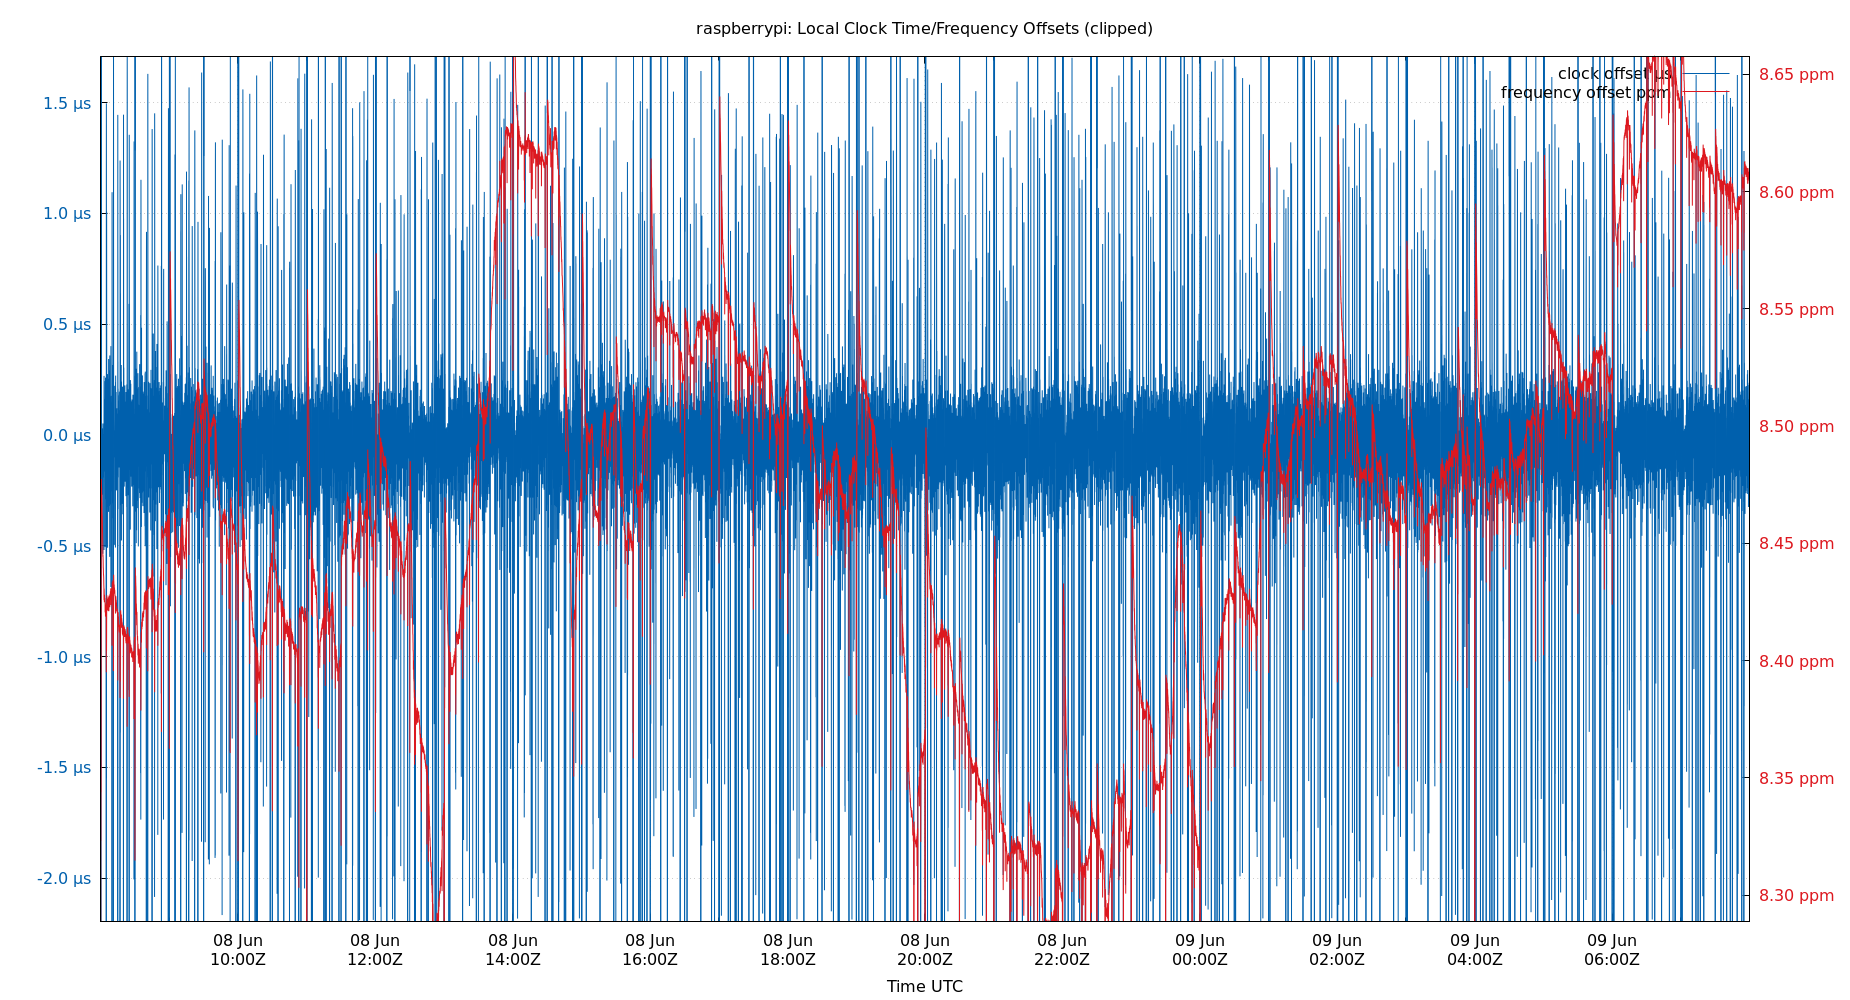 raspberrypi: Local Clock Time/Frequency Offsets (clipped)
clock offset µs
frequency offset ppm
1.5 µs
1.0 µs
0.5 µs
0.0 µs
-0.5 µs
-1.0 µs
-1.5 µs
-2.0 µs
8.65 ppm
8.60 ppm
8.55 ppm
8.50 ppm
8.45 ppm
8.40 ppm
8.35 ppm
8.30 ppm
08 Jun 08 Jun 08 Jun 08 Jun 08 Jun 08 Jun 08 Jun 09 Jun 09 Jun 09 Jun 09 Jun
10:00Z 12:00Z 14:00Z 16:00Z 18:00Z 20:00Z 22:00Z 00:00Z 02:00Z 04:00Z 06:00Z
Time UTC